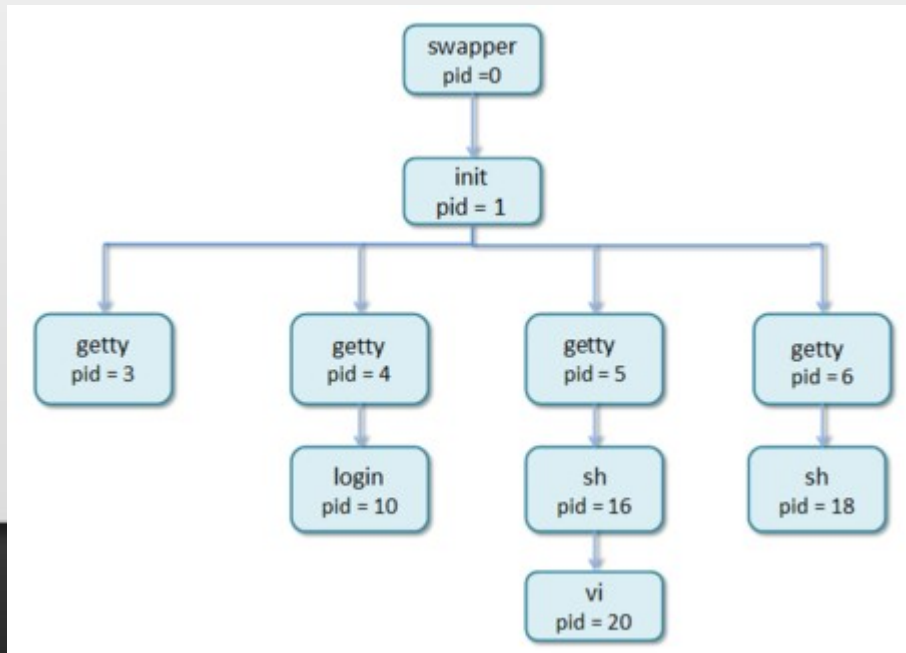 swapper
pid =0
init
pid = 1
getty
pid = 3
getty
pid = 4
getty
pid = 5
getty
pid = 6
login
pid = 10
sh
pid = 16
sh
pid = 18
vi
pid = 20